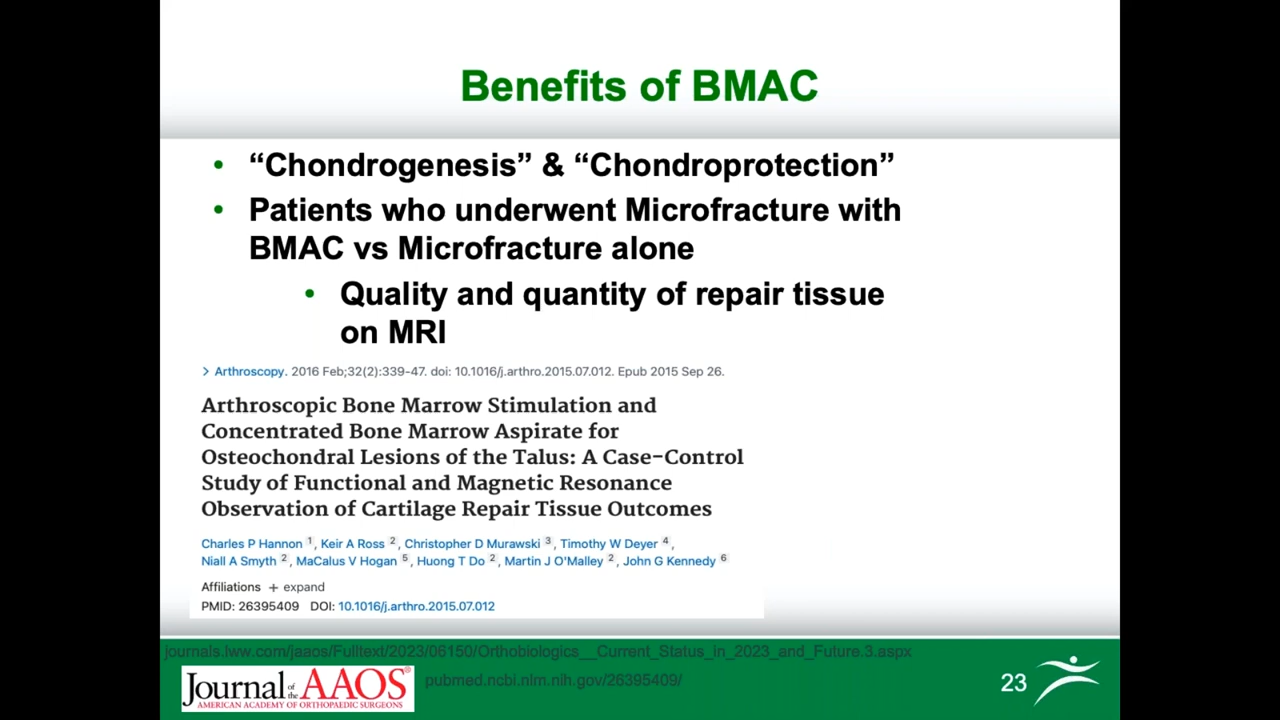 Benefits of BMAC
• “Chondrogenesis” & “Chondroprotection”
• Patients who underwent Microfracture with
BMAC vs Microfracture alone
• Quality and quantity of repair tissue
on MRI
> Arthroscopy. 2016 Feb;32(2):339-47. doi: 10.1016/j.arthro.2015.07.012. Epub 2015 Sep 26.
Arthroscopic Bone Marrow Stimulation and
Concentrated Bone Marrow Aspirate for
Osteochondral Lesions of the Talus: A Case-Control
Study of Functional and Magnetic Resonance
Observation of Cartilage Repair Tissue Outcomes
Charles P Hannon 1, Keir A Ross 2, Christopher D Murawski 3, Timothy W Deyer 4,
Niall A Smyth 2, MaCalus V Hogan 5, Huong T Do 2, Martin J O'Malley 2, John G Kennedy 6
Affiliations + expand
PMID: 26395409 DOI: 10.1016/j.arthro.2015.07.012
journals.lww.com/jaaos/Fulltext/2023/06150/Orthobiologics__Current_Status_in_2023_and_Future.3.aspx
Journal of the AAOS®
AMERICAN ACADEMY OF ORTHOPAEDIC SURGEONS
pubmed.ncbi.nlm.nih.gov/26395409/
23